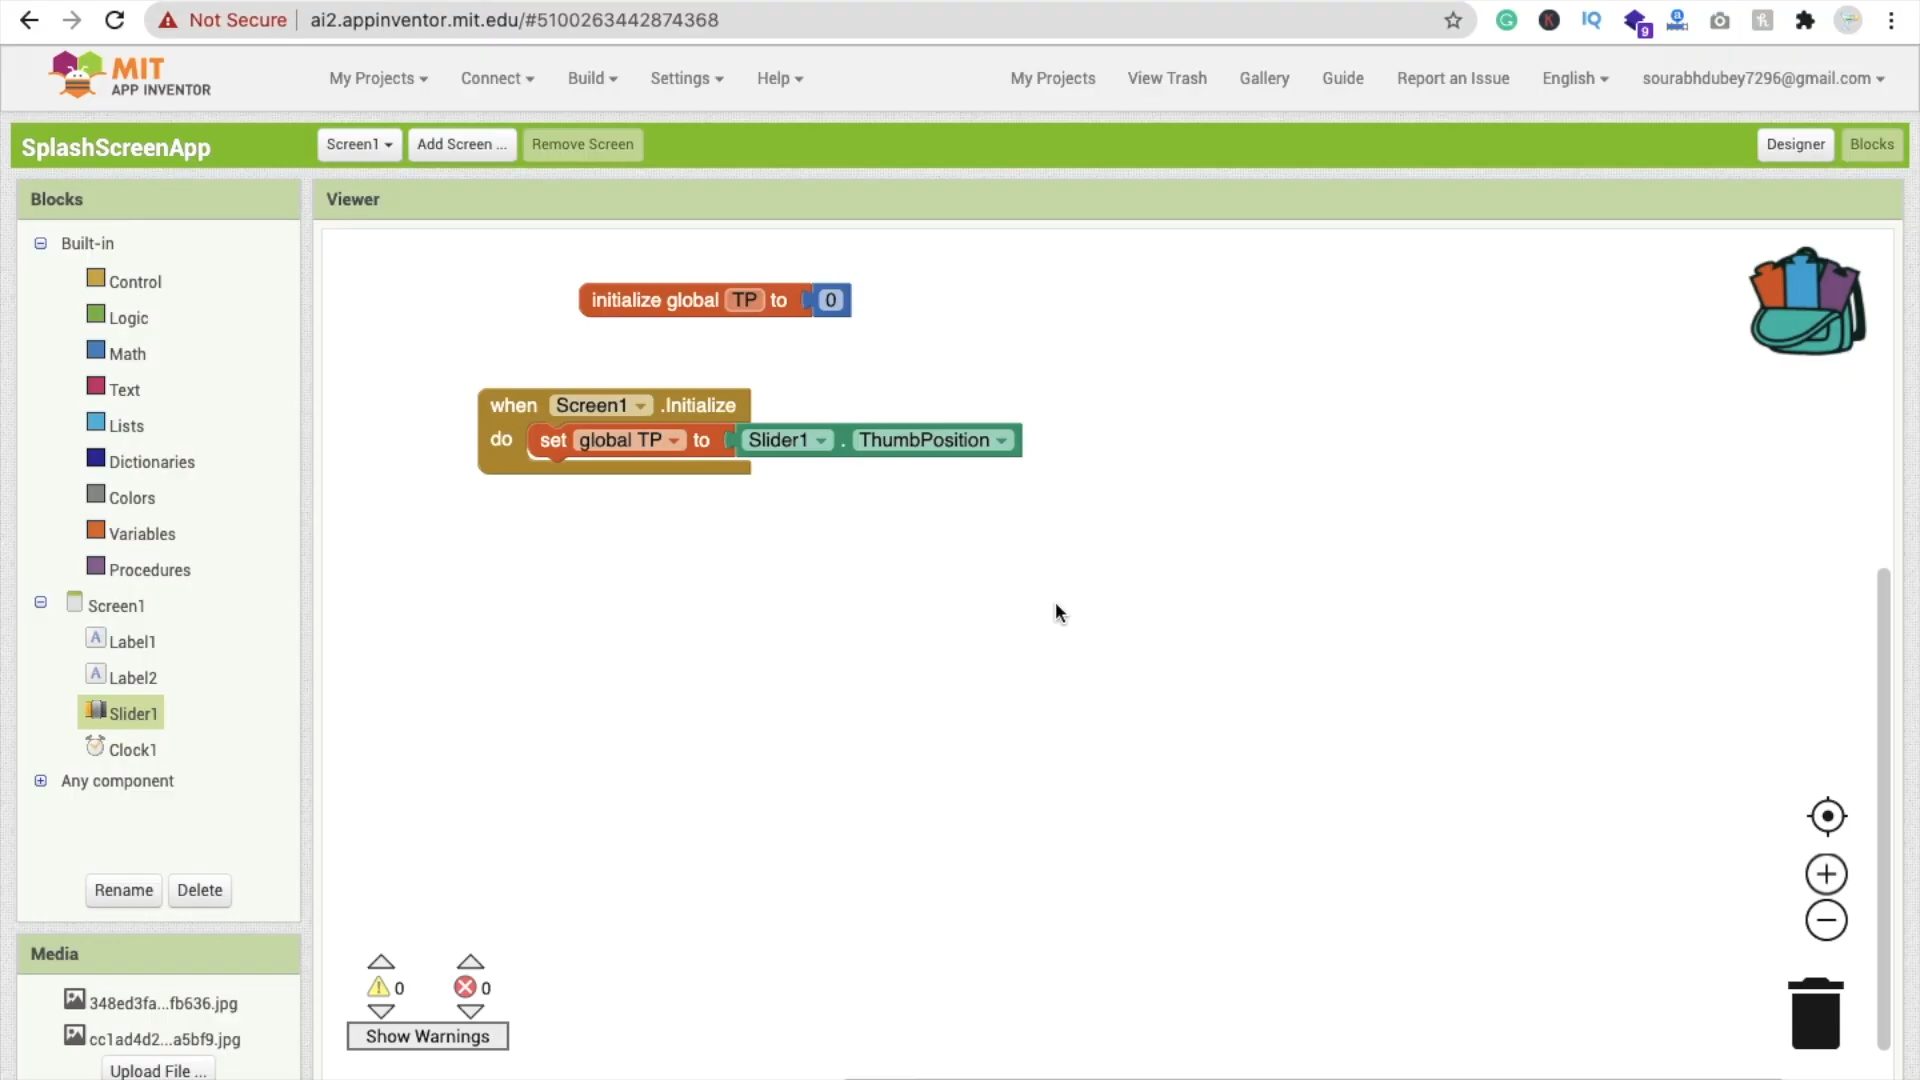 Not Secure ai2.appinventor.mit.edu/#5100263442874368
9
MIT
APP INVENTOR
My Projects Connect Build Settings Help My Projects View Trash Gallery Guide Report an Issue English sourabhdubey7296@gmail.com
SplashScreenApp Screen1 Add Screen ... Remove Screen Designer Blocks
Blocks
Viewer
Built-in
Control
Logic
Math
Text
Lists
Dictionaries
Colors
Variables
Procedures
Screen1
Label1
Label2
Slider1
Clock1
Any component
Rename Delete
Media
348ed3fa...fb636.jpg
cc1ad4d2...a5bf9.jpg
Upload File ...
initialize global TP to 0
when Screen1 .Initialize
do set global TP to Slider1 . ThumbPosition
0 0
Show Warnings